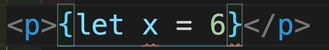 <p>{let x = 6}</p>